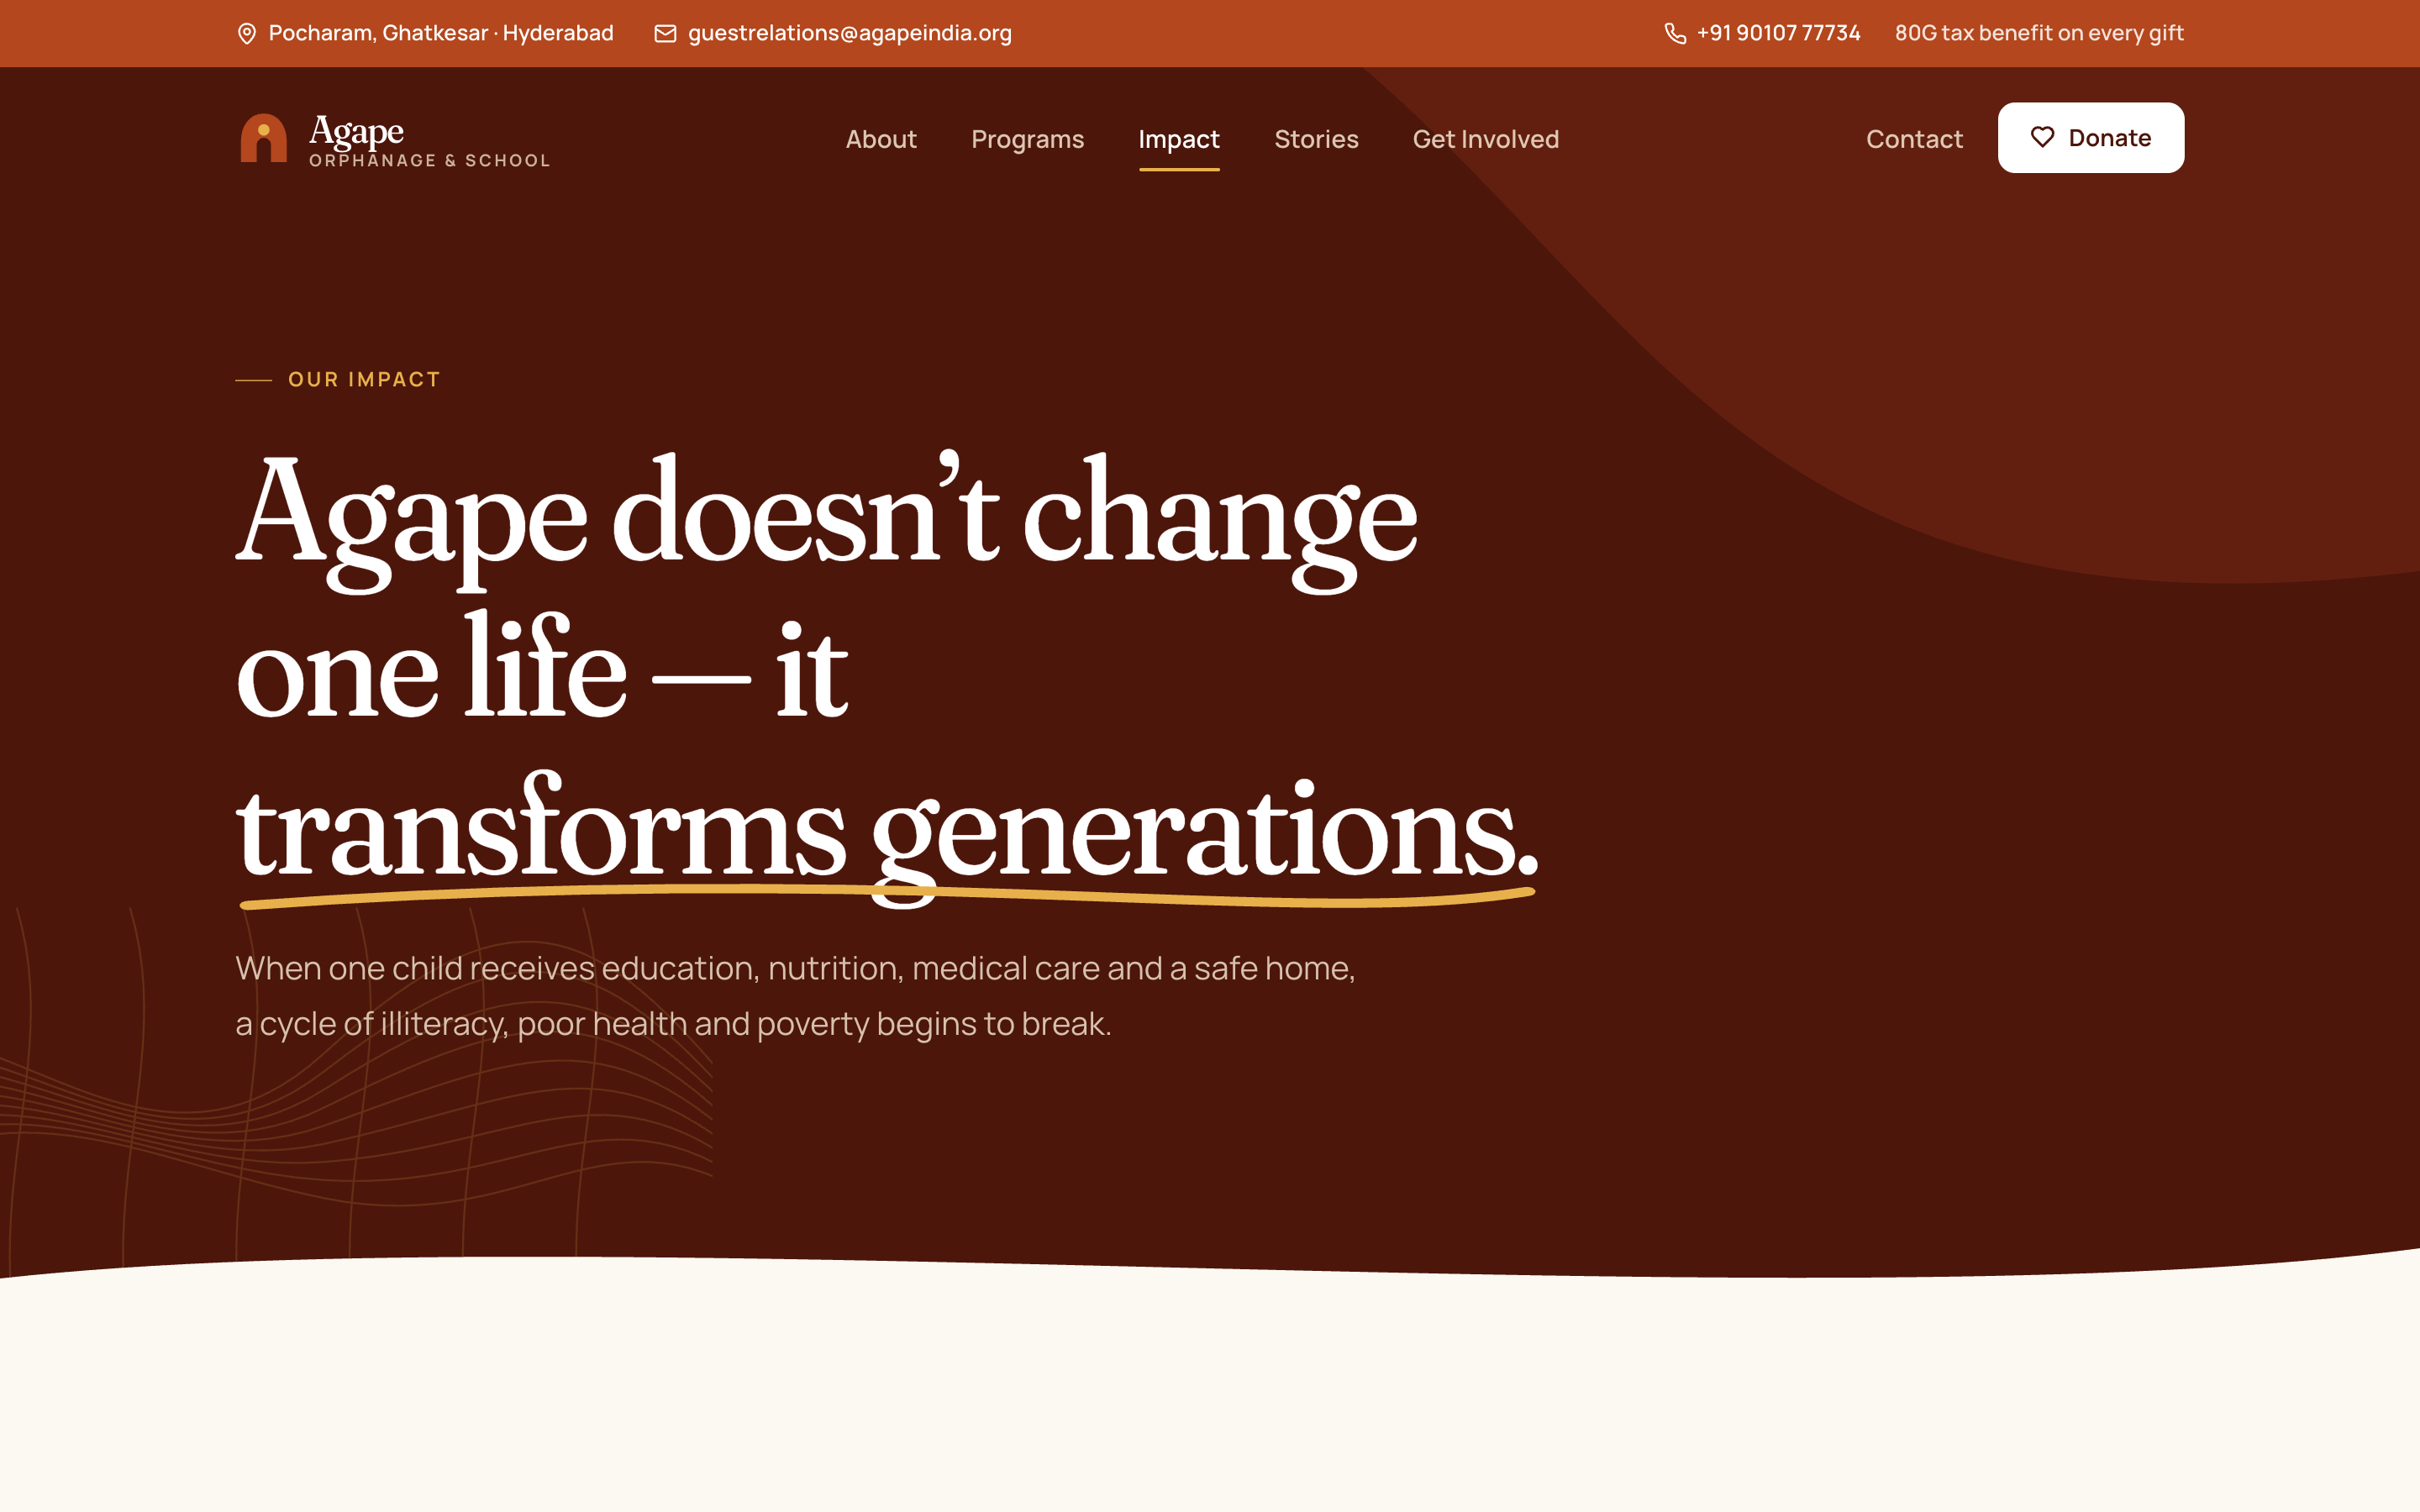 Pocharam, Ghatkesar · Hyderabad
guestrelations@agapeindia.org
+91 90107 77734
80G tax benefit on every gift
Agape
ORPHANAGE & SCHOOL
About
Programs
Impact
Stories
Get Involved
Contact
Donate
OUR IMPACT
Agape doesn’t change
one life — it
transforms generations.
When one child receives education, nutrition, medical care and a safe home,
a cycle of illiteracy, poor health and poverty begins to break.